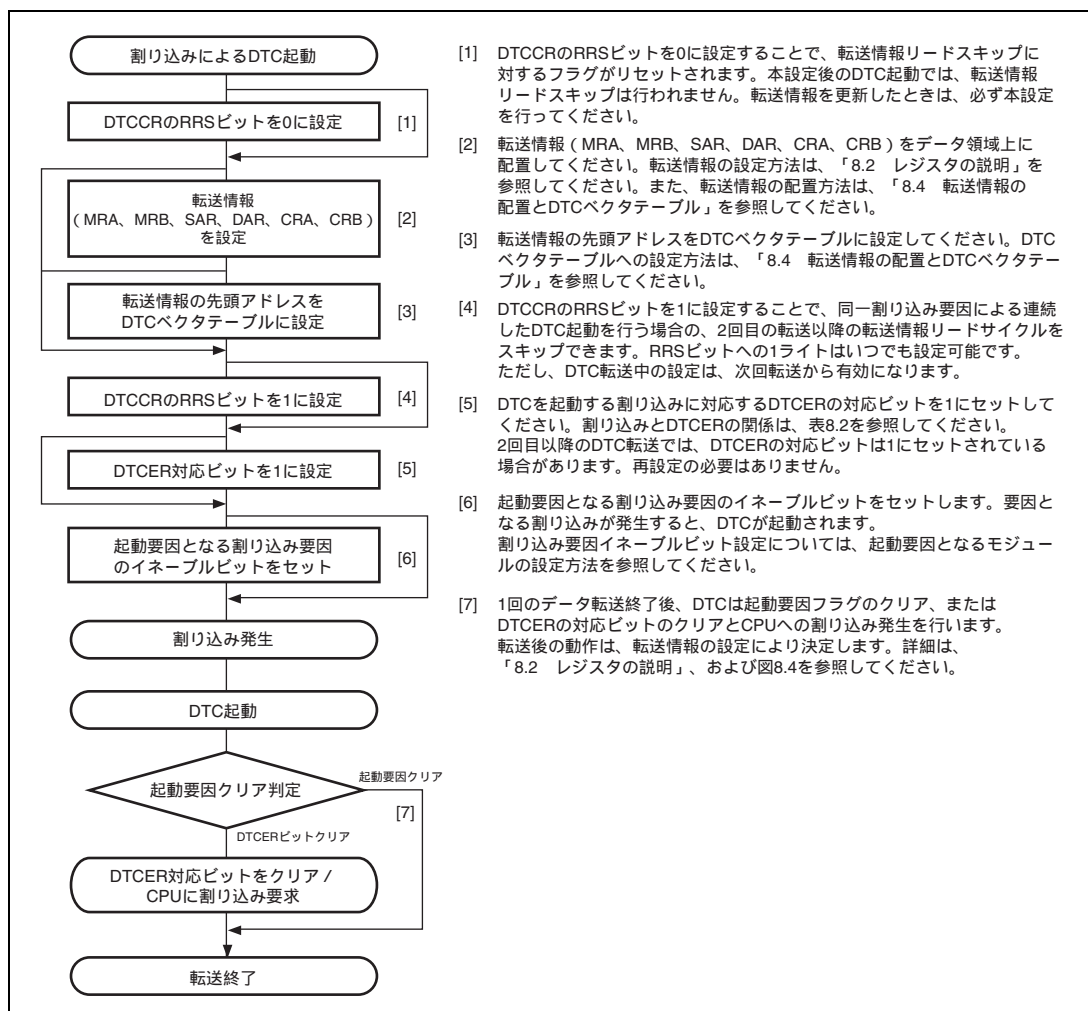 割り込みによるDTC起動
DTCCRのRRSビットを0に設定
[1]
転送情報
(MRA、MRB、SAR、DAR、CRA、CRB)
を設定
[2]
転送情報の先頭アドレスを
DTCベクタテーブルに設定
[3]
DTCCRのRRSビットを1に設定
[4]
DTCER対応ビットを1に設定
[5]
起動要因となる割り込み要因
のイネーブルビットをセット
[6]
割り込み発生
DTC起動
起動要因クリア判定
起動要因クリア
[7]
DTCERビットクリア
DTCER対応ビットをクリア/
CPUに割り込み要求
転送終了
[1] DTCCRのRRSビットを0に設定することで、転送情報リードスキップに
対するフラグがリセットされます。本設定後のDTC起動では、転送情報
リードスキップは行われません。転送情報を更新したときは、必ず本設定
を行ってください。
[2] 転送情報(MRA、MRB、SAR、DAR、CRA、CRB)をデータ領域上に
配置してください。転送情報の設定方法は、「8.2 レジスタの説明」を
参照してください。また、転送情報の配置方法は、「8.4 転送情報の
配置とDTCベクタテーブル」を参照してください。
[3] 転送情報の先頭アドレスをDTCベクタテーブルに設定してください。DTC
ベクタテーブルへの設定方法は、「8.4 転送情報の配置とDTCベクタテー
ブル」を参照してください。
[4] DTCCRのRRSビットを1に設定することで、同一割り込み要因による連続
したDTC起動を行う場合の、2回目の転送以降の転送情報リードサイクルを
スキップできます。RRSビットへの1ライトはいつでも設定可能です。
ただし、DTC転送中の設定は、次回転送から有効になります。
[5] DTCを起動する割り込みに対応するDTCERの対応ビットを1にセットして
ください。割り込みとDTCERの関係は、表8.2を参照してください。
2回目以降のDTC転送では、DTCERの対応ビットは1にセットされている
場合があります。再設定の必要はありません。
[6] 起動要因となる割り込み要因のイネーブルビットをセットします。要因と
なる割り込みが発生すると、DTCが起動されます。
割り込み要因イネーブルビット設定については、起動要因となるモジュー
ルの設定方法を参照してください。
[7] 1回のデータ転送終了後、DTCは起動要因フラグのクリア、または
DTCERの対応ビットのクリアとCPUへの割り込み発生を行います。
転送後の動作は、転送情報の設定により決定します。詳細は、
「8.2 レジスタの説明」、および図8.4を参照してください。